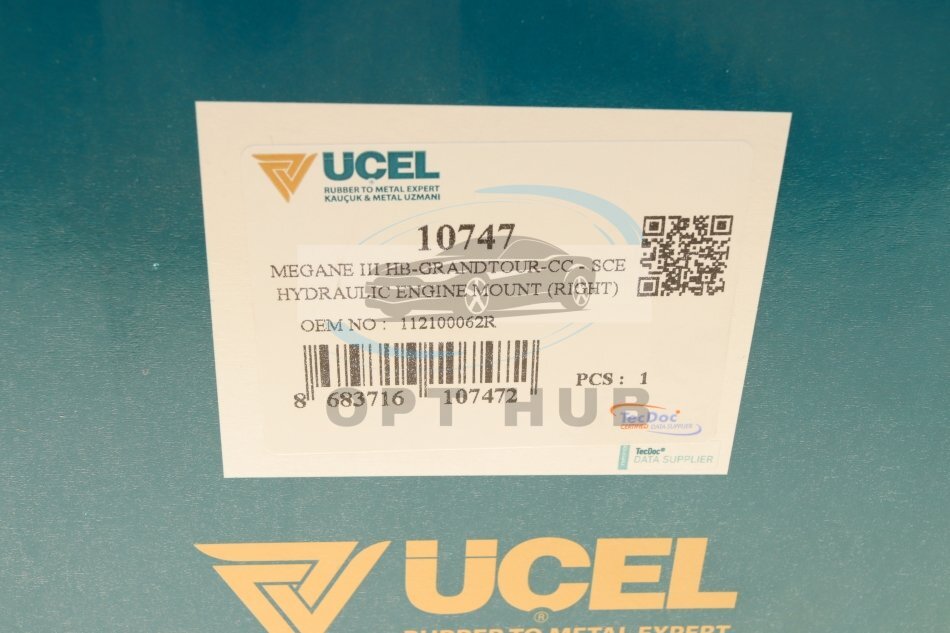 UCEL
®
RUBBER TO METAL EXPERT
KAUÇUK & METAL UZMANI
10747
MEGANE III HB-GRANDTOUR-CC - SCE
HYDRAULIC ENGINE MOUNT (RIGHT)
OEM NO : 112100062R
8 683716 107472
PCS : 1
OPT HUB
TecDoc
CERTIFIED DATA SUPPLIER
TecDoc®
DATA SUPPLIER
UCEL
®
RUBBER TO METAL EXPERT